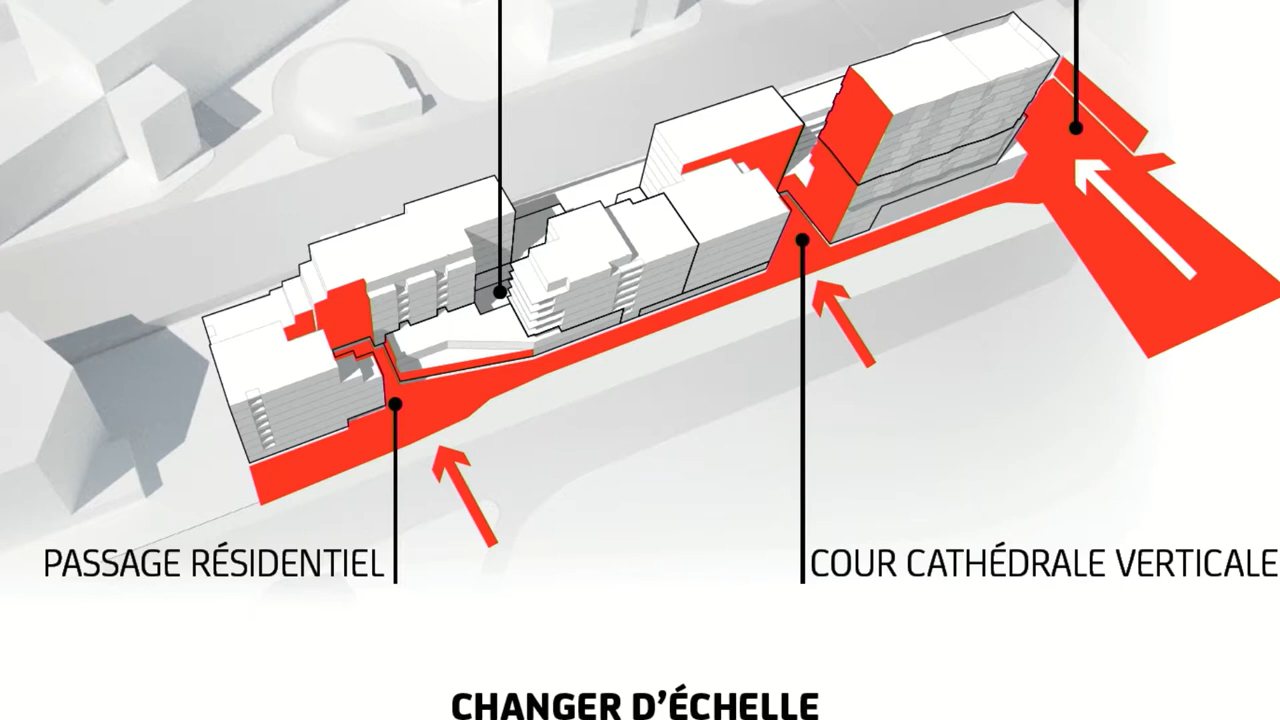 PASSAGE RÉSIDENTIEL
COUR CATHÉDRALE VERTICALE
CHANGER D’ÉCHELLE